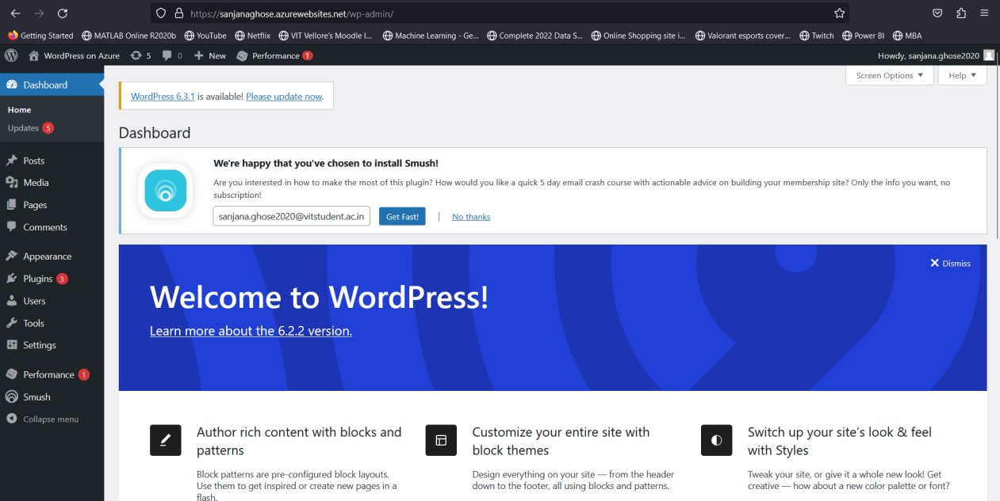 https://sanjanaghose.azurewebsites.net/wp-admin/
Getting Started MATLAB Online R2020b YouTube Netflix VIT Vellore's Moodle l... Machine Learning - Ge... Complete 2022 Data S... Online Shopping site i... Valorant esports cover... Twitch Power BI MBA
WordPress on Azure 5 0 New Performance 1 Howdy, sanjana.ghose2020
Screen Options Help
Dashboard
Home
Updates 5
Posts
Media
Pages
Comments
Appearance
Plugins 3
Users
Tools
Settings
Performance 1
Smush
Collapse menu
WordPress 6.3.1 is available! Please update now.
Dashboard
We're happy that you've chosen to install Smush!
Are you interested in how to make the most of this plugin? How would you like a quick 5 day email crash course with actionable advice on building your membership site? Only the info you want, no
subscription!
sanjana.ghose2020@vitstudent.ac.in Get Fast! | No thanks
Dismiss
Welcome to WordPress!
Learn more about the 6.2.2 version.
Author rich content with blocks and
patterns
Block patterns are pre-configured block layouts.
Use them to get inspired or create new pages in a
flash.
Customize your entire site with
block themes
Design everything on your site — from the header
down to the footer, all using blocks and patterns.
Switch up your site's look & feel
with Styles
Tweak your site, or give it a whole new look! Get
creative — how about a new color palette or font?